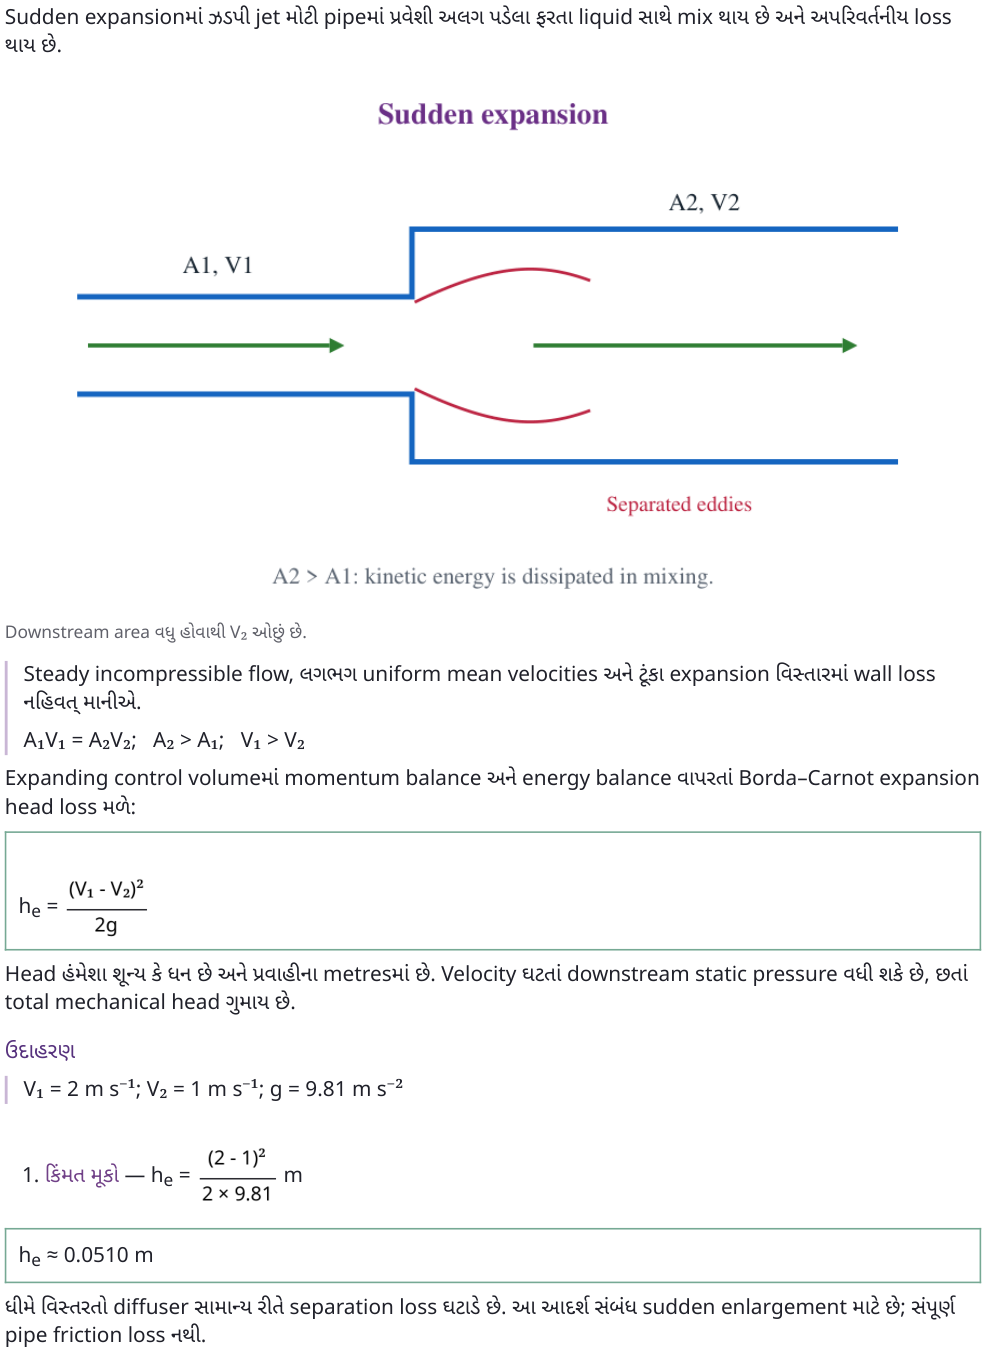 Sudden expansionમાં ઝડપી jet મોટી pipeમાં પ્રવેશી અલગ પડેલા ફરતા liquid સાથે mix થાય છે અને અપરિવર્તનીય loss
થાય છે.
Sudden expansion
A2, V2
A1, V1
Separated eddies
A2 > A1: kinetic energy is dissipated in mixing.
Downstream area વધુ હોવાથી V₂ ઓછું છે.
Steady incompressible flow, લગભગ uniform mean velocities અને ટૂંકા expansion વિસ્તારમાં wall loss
નહિવત્ માનીએ.
A₁V₁ = A₂V₂; A₂ > A₁; V₁ > V₂
Expanding control volumeમાં momentum balance અને energy balance વાપરતાં Borda–Carnot expansion
head loss મળે:
hₑ = (V₁ - V₂)² / 2g
Head હંમેશા શૂન્ય કે ધન છે અને પ્રવાહીના metresમાં છે. Velocity ઘટતાં downstream static pressure વધી શકે છે, છતાં
total mechanical head ગુમાય છે.
ઉદાહરણ
V₁ = 2 m s⁻¹; V₂ = 1 m s⁻¹; g = 9.81 m s⁻²
1. કિંમત મૂકો — hₑ = (2 - 1)² / 2 × 9.81 m
hₑ ≈ 0.0510 m
ધીમે વિસ્તરતો diffuser સામાન્ય રીતે separation loss ઘટાડે છે. આ આદર્શ સંબંધ sudden enlargement માટે છે; સંપૂર્ણ
pipe friction loss નથી.